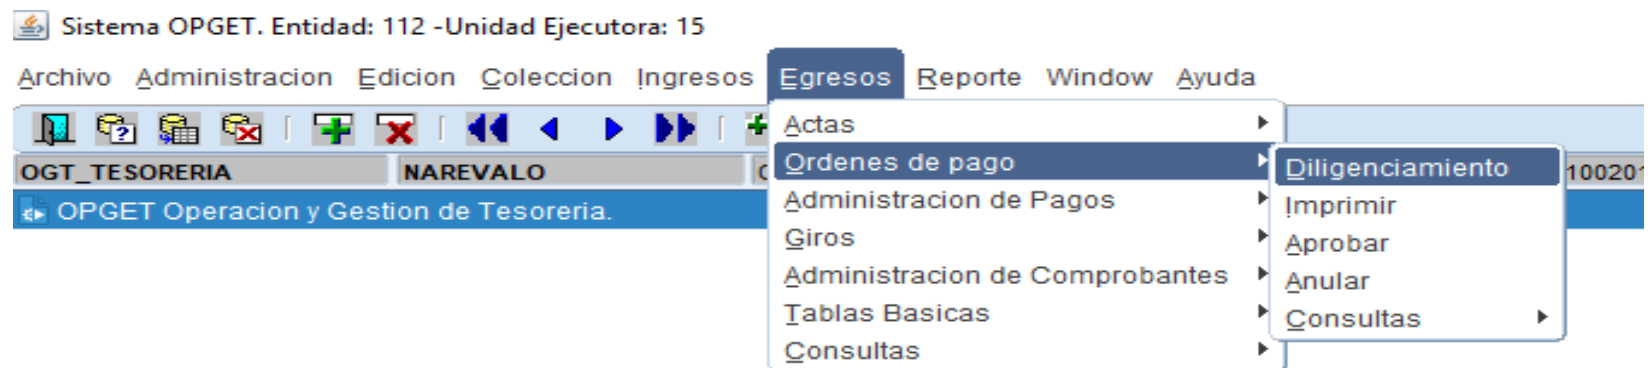 Sistema OPGET. Entidad: 112 -Unidad Ejecutora: 15
Archivo Administracion Edicion Coleccion Ingresos Egresos Reporte Window Ayuda
Actas
OGT_TESORERIA NAREVALO Ordenes de pago Diligenciamiento 100201
OPGET Operacion y Gestion de Tesoreria. Administracion de Pagos Imprimir
Giros Aprobar
Administracion de Comprobantes Anular
Tablas Basicas Consultas
Consultas